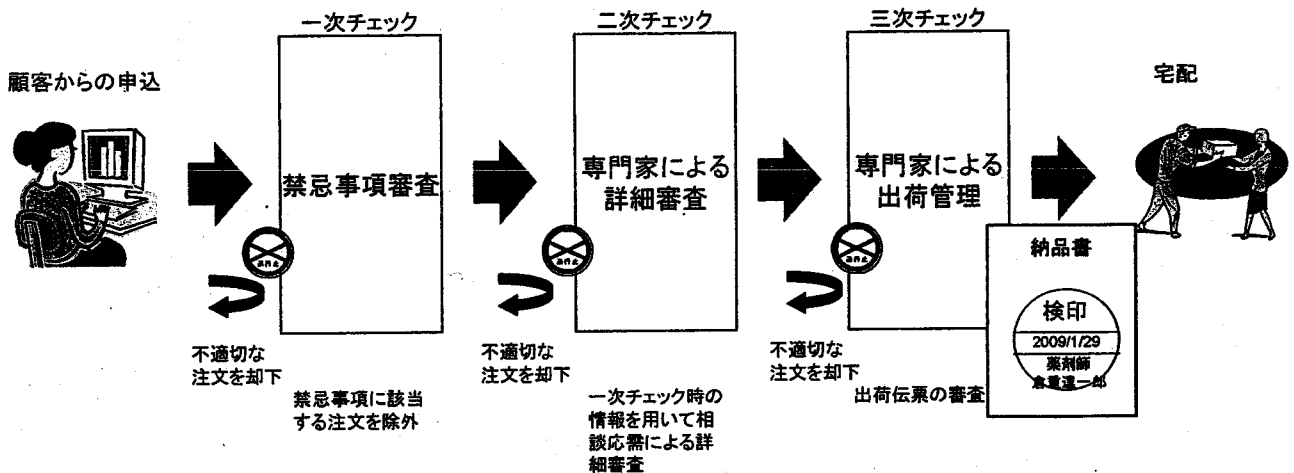 顧客からの申込
一次チェック
禁忌事項審査
不適切な
注文を却下
禁忌事項に該当
する注文を除外
二次チェック
専門家による
詳細審査
不適切な
注文を却下
一次チェック時の
情報を用いて相
談応需による詳
細審査
三次チェック
専門家による
出荷管理
不適切な
注文を却下
出荷伝票の審査
納品書
検印
2009/1/29
薬剤師
宅配